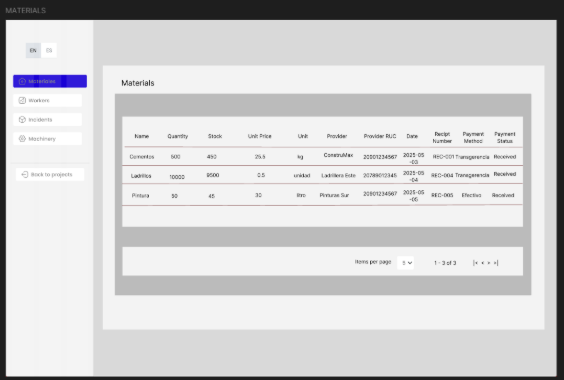 MATERIALS
EN ES
Materiales
Workers
Incidents
Machinery
Back to projects
Materials
Name Quantity Stock Unit Price Unit Provider Provider RUC Date Recipt Number Payment Method Payment Status
Cementos 500 450 25.5 kg ConstruMax 20901234567 2025-05-03 REC-001 Transgerencia Received
Ladrillos 10000 9500 0.5 unidad Ladrillera Este 20789012345 2025-05-04 REC-004 Transgerencia Received
Pintura 50 45 30. litro Pinturas Sur 20901234567 2025-05-05 REC-005 Efectivo Received
Items per page 5 1 - 3 of 3 |< < > >|